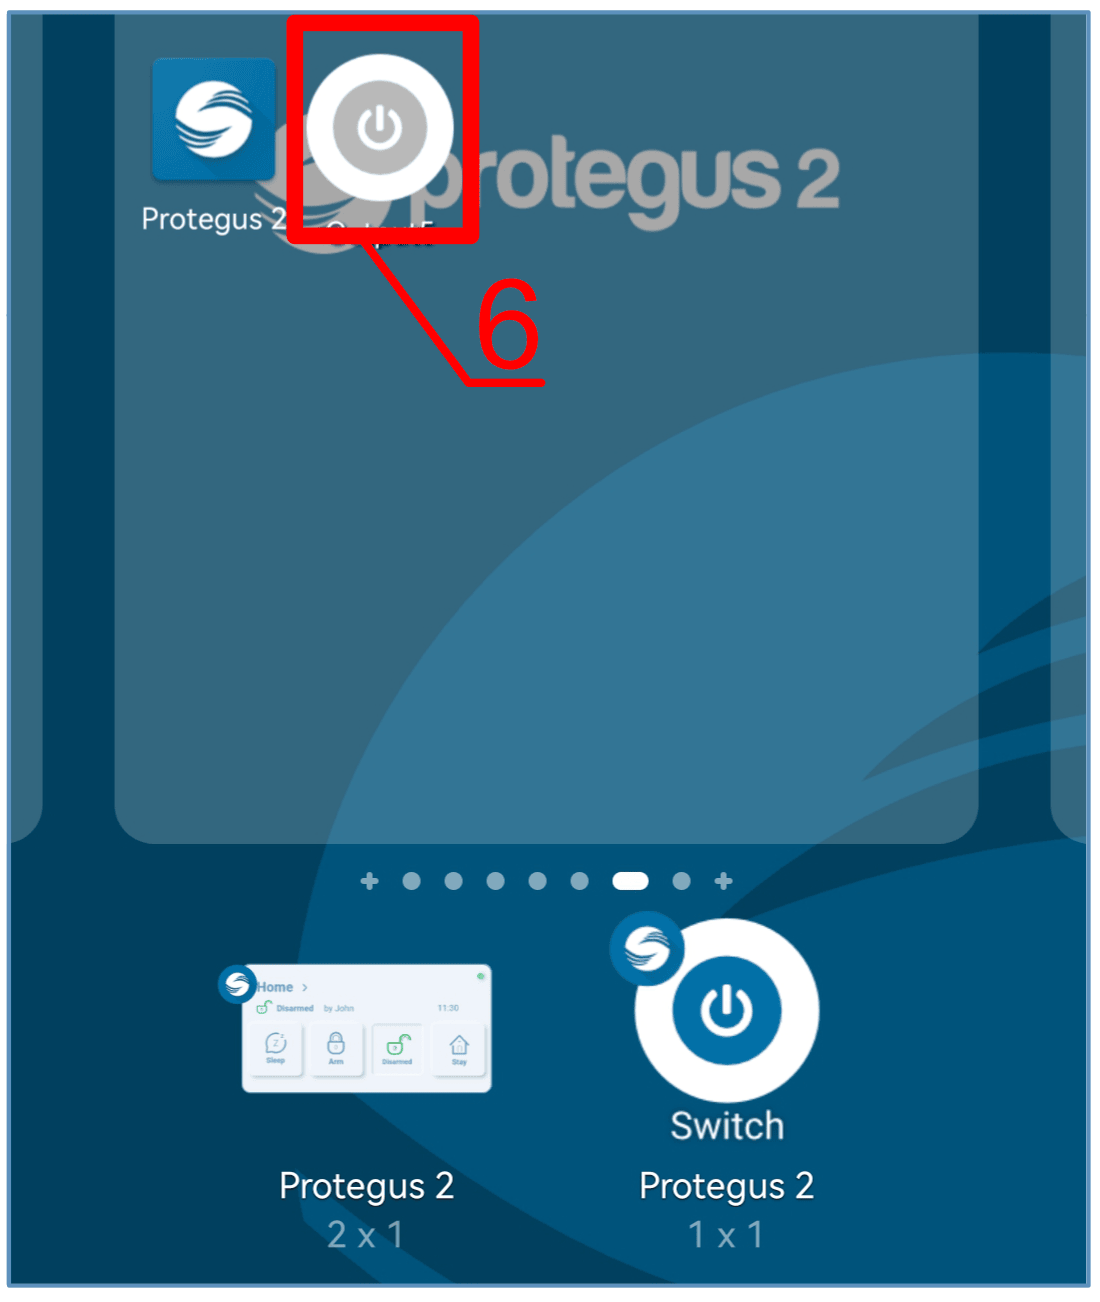 protegus 2
Protegus 2
6
Home >
Disarmed by John 11:30
Sleep Arm Disarmed Stay
Switch
Protegus 2 Protegus 2
2 x 1 1 x 1